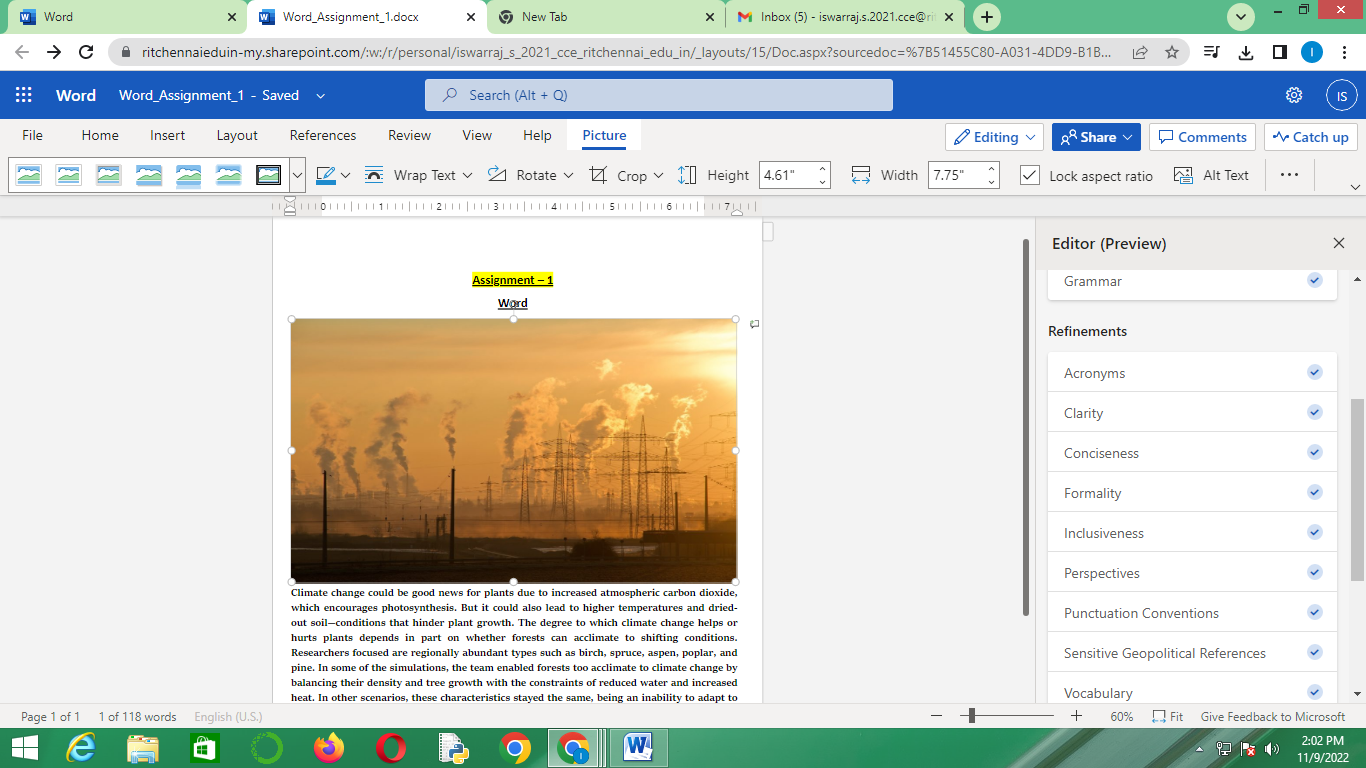 Word
Word_Assignment_1.docx
New Tab
Inbox (5) - iswarraj.s.2021.cce@ri
ritchennaieduin-my.sharepoint.com/:w:/r/personal/iswarraj_s_2021_cce_ritchennai_edu_in/_layouts/15/Doc.aspx?sourcedoc=%7B51455C80-A031-4DD9-B1B...
I
Word
Word_Assignment_1 - Saved
Search (Alt + Q)
IS
File Home Insert Layout References Review View Help Picture
Editing Share Comments Catch up
Wrap Text Rotate Crop Height 4.61" Width 7.75" Lock aspect ratio Alt Text ...
0 1 2 3 4 5 6 7
Assignment – 1
Word
Climate change could be good news for plants due to increased atmospheric carbon dioxide,
which encourages photosynthesis. But it could also lead to higher temperatures and dried-
out soil—conditions that hinder plant growth. The degree to which climate change helps or
hurts plants depends in part on whether forests can acclimate to shifting conditions.
Researchers focused are regionally abundant types such as birch, spruce, aspen, poplar, and
pine. In some of the simulations, the team enabled forests too acclimate to climate change by
balancing their density and tree growth with the constraints of reduced water and increased
heat. In other scenarios, these characteristics stayed the same, being an inability to adapt to
Editor (Preview)
Grammar
Refinements
Acronyms
Clarity
Conciseness
Formality
Inclusiveness
Perspectives
Punctuation Conventions
Sensitive Geopolitical References
Vocabulary
Page 1 of 1 1 of 118 words English (U.S.)
60% Fit Give Feedback to Microsoft
2:02 PM
11/9/2022